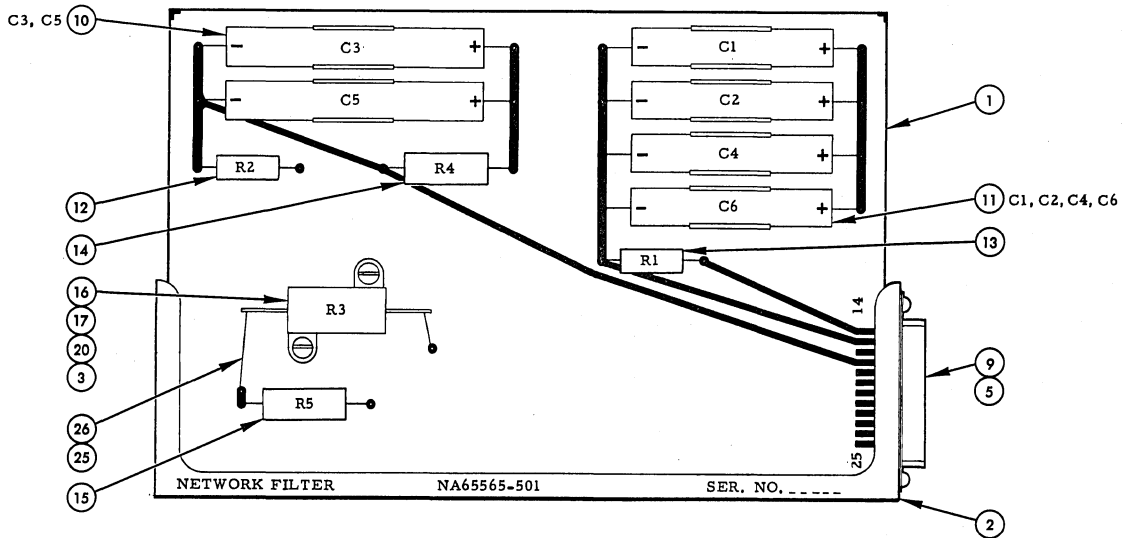 C3, C5 10
- C3 +
- C5 +
R2
R4
12
14
- C1 +
- C2 +
- C4 +
- C6 +
1
11 C1, C2, C4, C6
R1
13
16
17
20
3
R3
14
9
5
26
25
R5
15
25
NETWORK FILTER NA65565-501 SER. NO. _ _ _ _ _
2